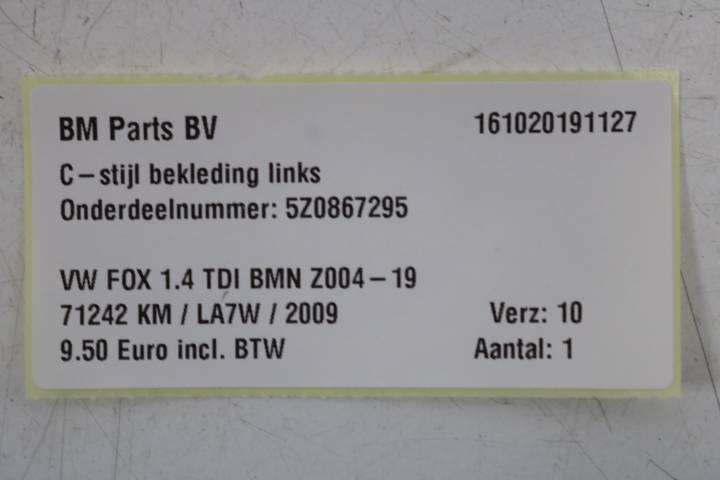 BM Parts BV 161020191127
C-stijl bekleding links
Onderdeelnummer: 5Z0867295
VW FOX 1.4 TDI BMN Z004-19
71242 KM / LA7W / 2009 Verz: 10
9.50 Euro incl. BTW Aantal: 1